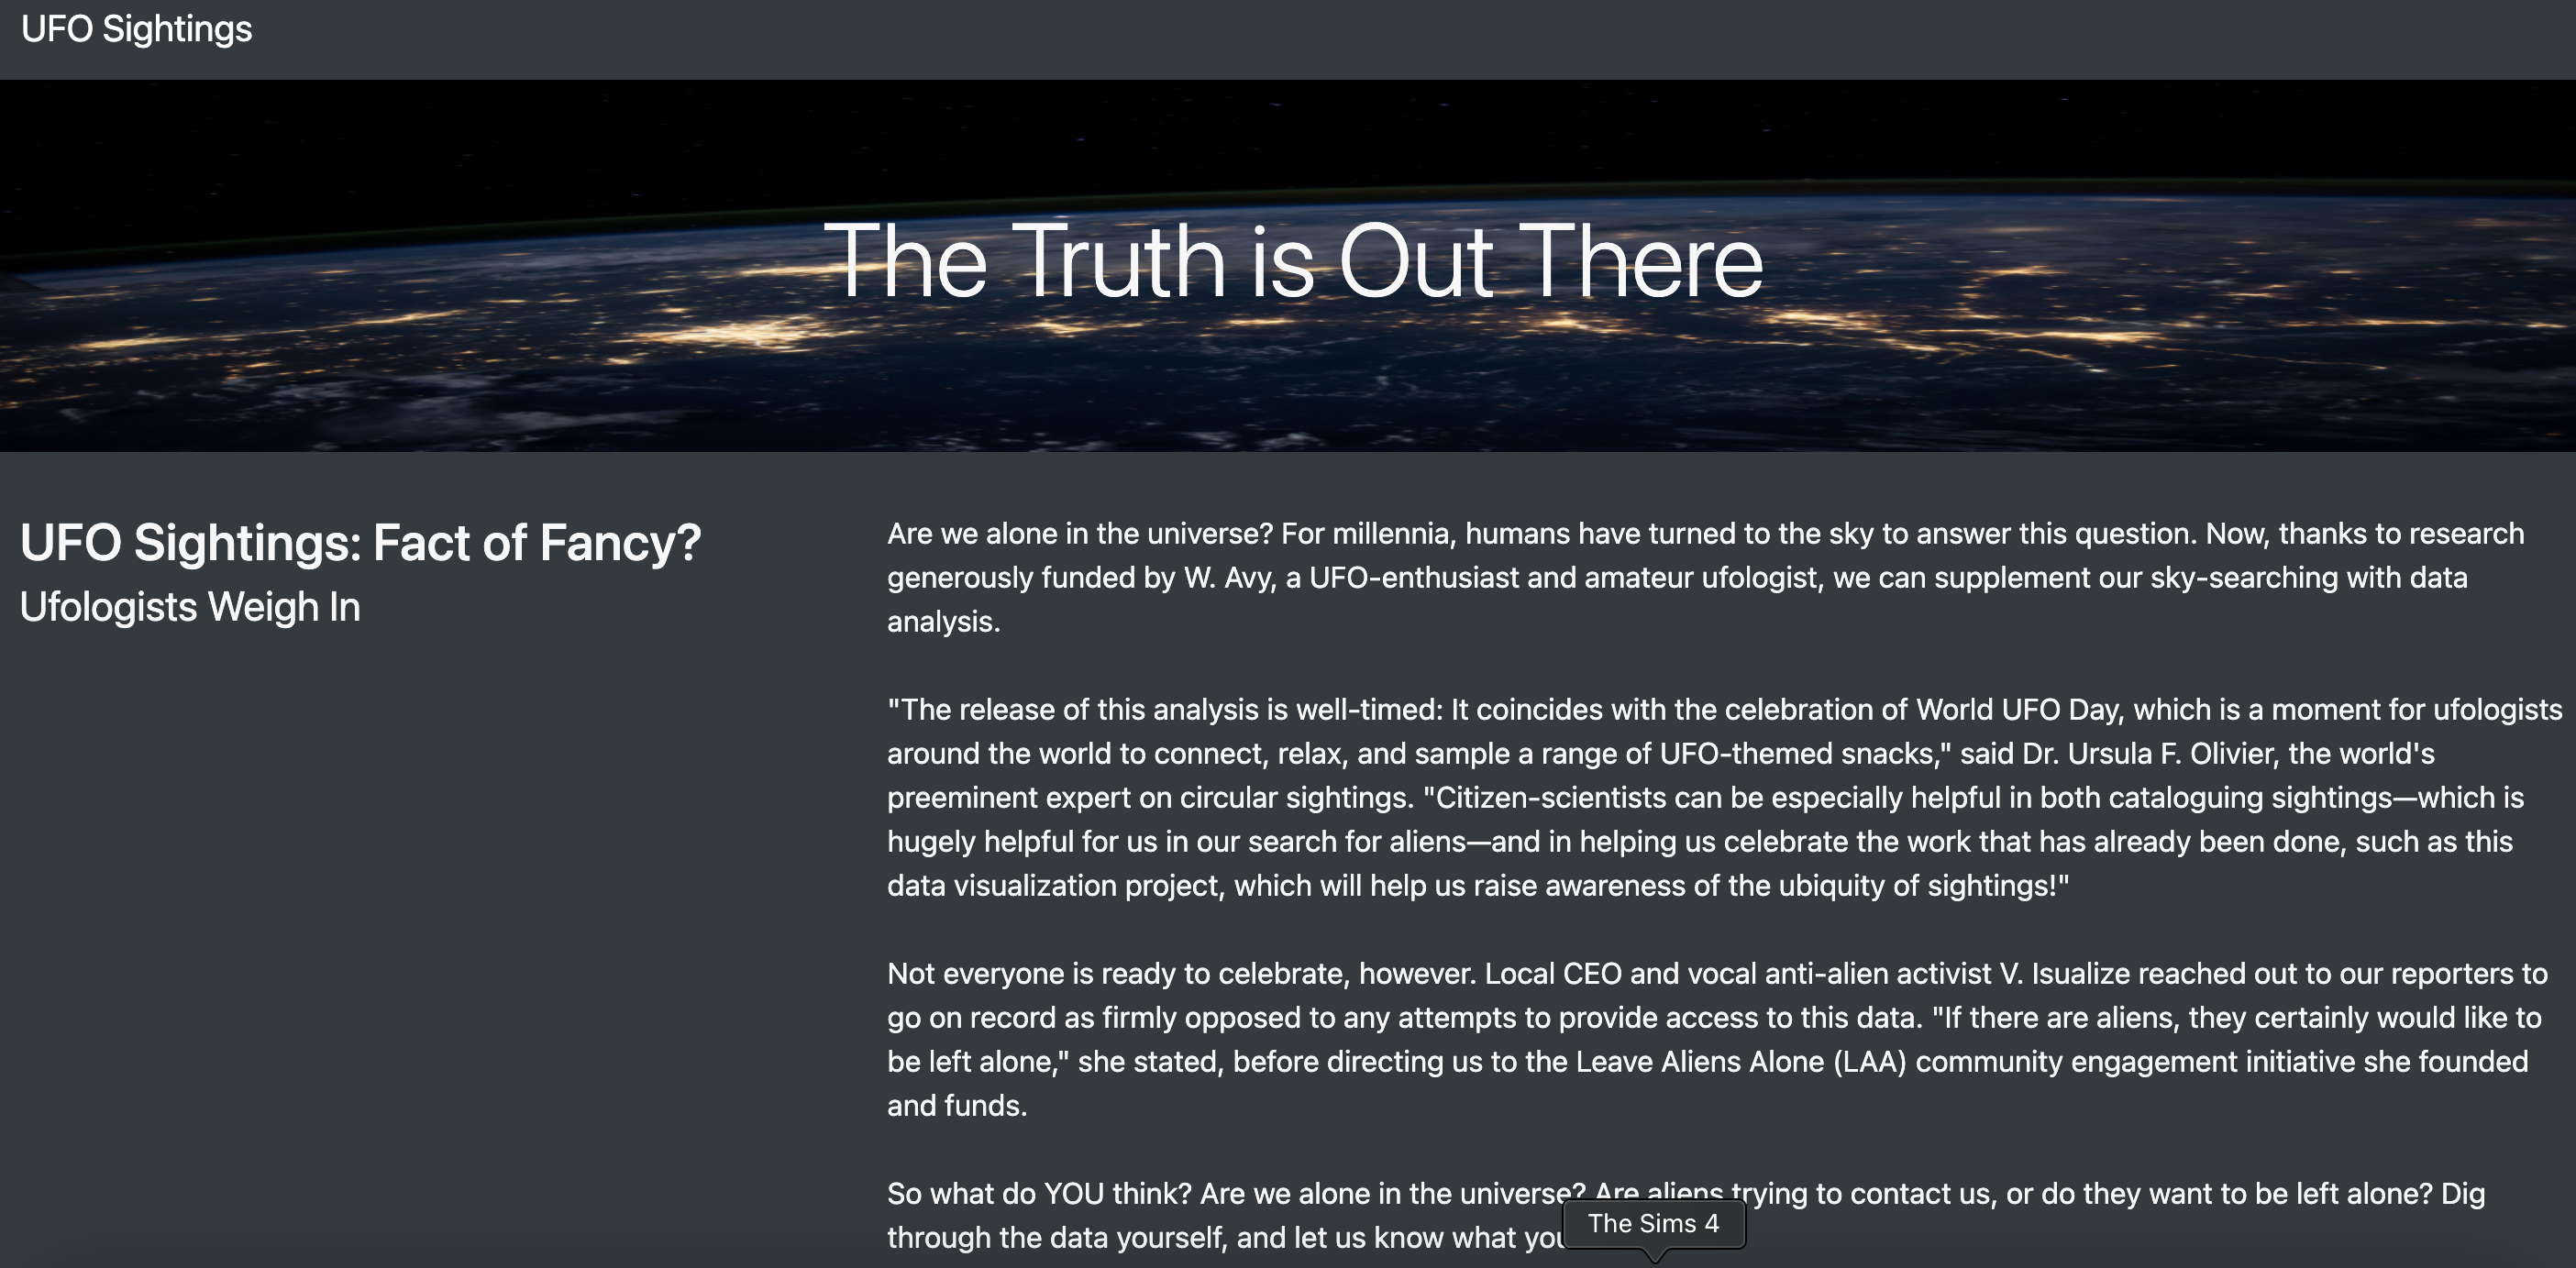 UFO Sightings
The Truth is Out There
UFO Sightings: Fact of Fancy?
Ufologists Weigh In
Are we alone in the universe? For millennia, humans have turned to the sky to answer this question. Now, thanks to research
generously funded by W. Avy, a UFO-enthusiast and amateur ufologist, we can supplement our sky-searching with data
analysis.
"The release of this analysis is well-timed: It coincides with the celebration of World UFO Day, which is a moment for ufologists
around the world to connect, relax, and sample a range of UFO-themed snacks," said Dr. Ursula F. Olivier, the world's
preeminent expert on circular sightings. "Citizen-scientists can be especially helpful in both cataloguing sightings—which is
hugely helpful for us in our search for aliens—and in helping us celebrate the work that has already been done, such as this
data visualization project, which will help us raise awareness of the ubiquity of sightings!"
Not everyone is ready to celebrate, however. Local CEO and vocal anti-alien activist V. Isualize reached out to our reporters to
go on record as firmly opposed to any attempts to provide access to this data. "If there are aliens, they certainly would like to
be left alone," she stated, before directing us to the Leave Aliens Alone (LAA) community engagement initiative she founded
and funds.
So what do YOU think? Are we alone in the universe? Are aliens trying to contact us, or do they want to be left alone? Dig
through the data yourself, and let us know what you
The Sims 4